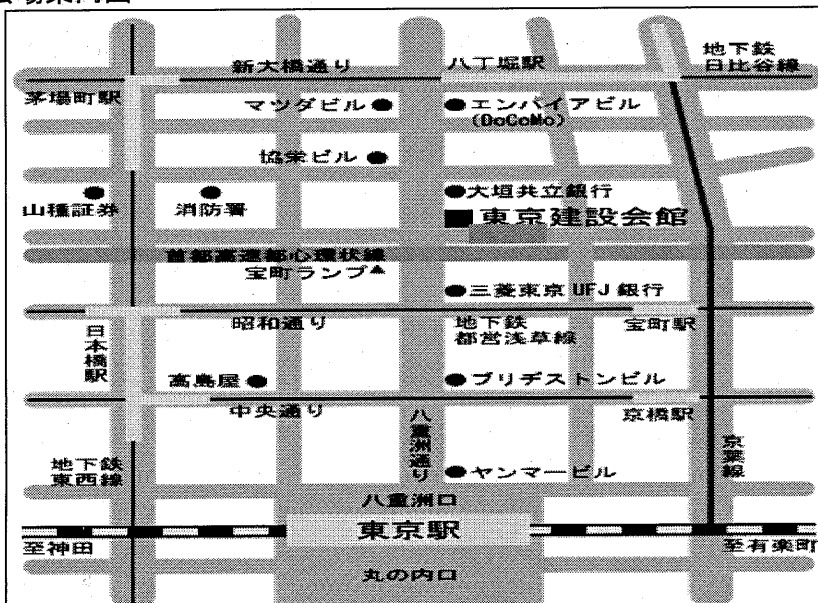 新大橋通り
八丁堀駅
地下鉄
日比谷線
茅場町駅
マツダビル
エンパイアビル
(DoCoMo)
協栄ビル
山種証券
消防署
大垣共立銀行
東京建設会館
首都高速都心環状線
宝町ランプ
三菱東京UFJ銀行
昭和通り
地下鉄
都営浅草線
宝町駅
日本橋駅
高島屋
ブリヂストンビル
中央通り
八重洲通り
京橋駅
京葉線
地下鉄
東西線
ヤンマービル
八重洲口
東京駅
至神田
至有楽町
丸の内口